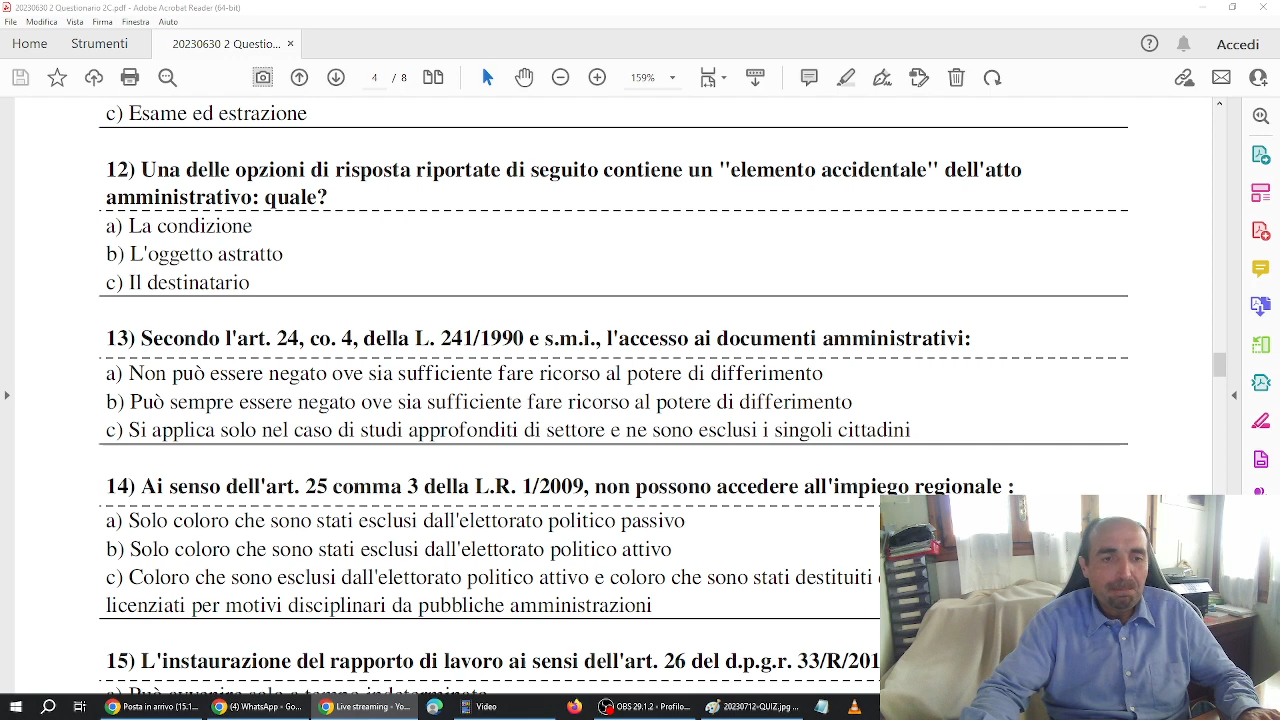 20230630 2 Questionario 2C.pdf - Adobe Acrobat Reader (64-bit)
File Modifica Vista Firma Finestra Aiuto
Home Strumenti 20230630 2 Questio... × Accedi
4 / 8 159%
c) Esame ed estrazione
12) Una delle opzioni di risposta riportate di seguito contiene un "elemento accidentale" dell'atto
amministrativo: quale?
a) La condizione
b) L'oggetto astratto
c) Il destinatario
13) Secondo l'art. 24, co. 4, della L. 241/1990 e s.m.i., l'accesso ai documenti amministrativi:
a) Non può essere negato ove sia sufficiente fare ricorso al potere di differimento
b) Può sempre essere negato ove sia sufficiente fare ricorso al potere di differimento
c) Si applica solo nel caso di studi approfonditi di settore e ne sono esclusi i singoli cittadini
14) Ai senso dell'art. 25 comma 3 della L.R. 1/2009, non possono accedere all'impiego regionale :
a) Solo coloro che sono stati esclusi dall'elettorato politico passivo
b) Solo coloro che sono stati esclusi dall'elettorato politico attivo
c) Coloro che sono esclusi dall'elettorato politico attivo e coloro che sono stati destituiti
licenziati per motivi disciplinari da pubbliche amministrazioni
15) L'instaurazione del rapporto di lavoro ai sensi dell'art. 26 del d.p.g.r. 33/R/201
a) Può avvenire solo a tempo indeterminato
Posta in arrivo (15.1... (4) WhatsApp - Go... Live streaming - Yo... Video OBS 29.1.2 - Profilo... 20230712-QUIZ.jpg ...